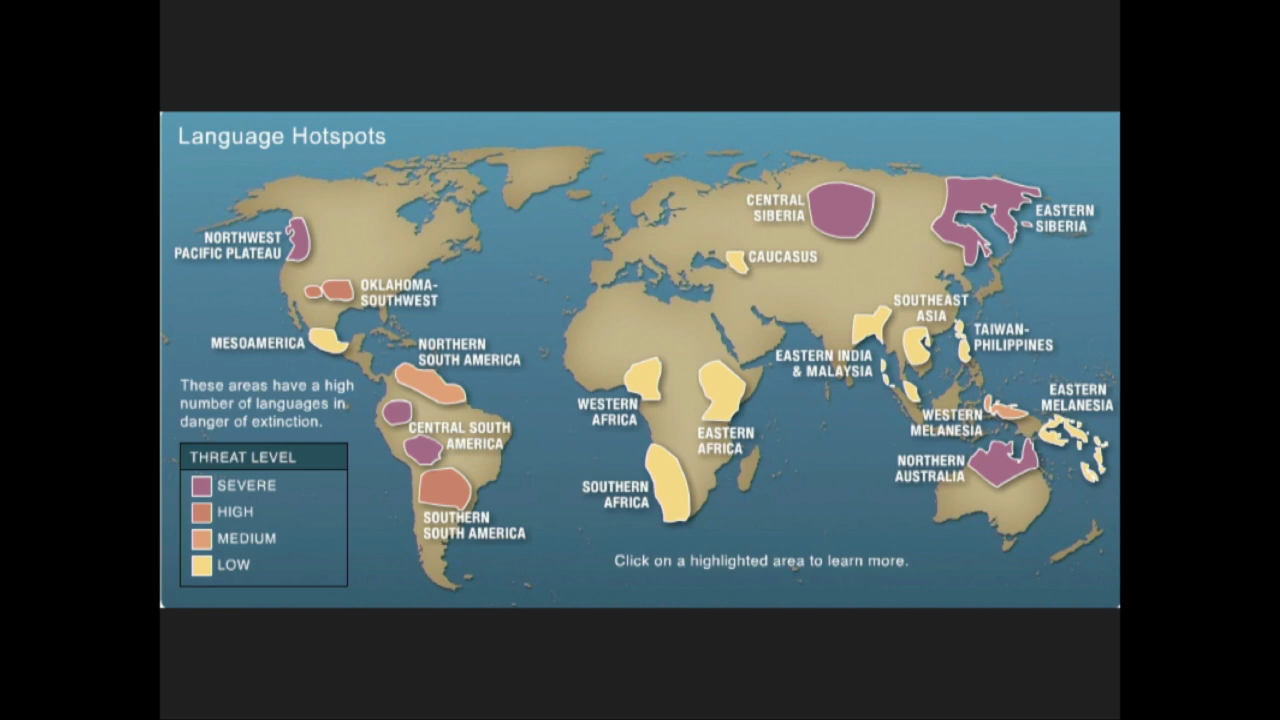 Language Hotspots
CENTRAL
SIBERIA
EASTERN
SIBERIA
NORTHWEST
PACIFIC PLATEAU
CAUCASUS
OKLAHOMA-
SOUTHWEST
SOUTHEAST
ASIA
TAIWAN-
PHILIPPINES
MESOAMERICA
NORTHERN
SOUTH AMERICA
EASTERN INDIA
& MALAYSIA
These areas have a high
number of languages in
danger of extinction.
EASTERN
MELANESIA
WESTERN
AFRICA
WESTERN
MELANESIA
CENTRAL SOUTH
AMERICA
EASTERN
AFRICA
NORTHERN
AUSTRALIA
THREAT LEVEL
SEVERE
HIGH
MEDIUM
LOW
SOUTHERN
AFRICA
SOUTHERN
SOUTH AMERICA
Click on a highlighted area to learn more.